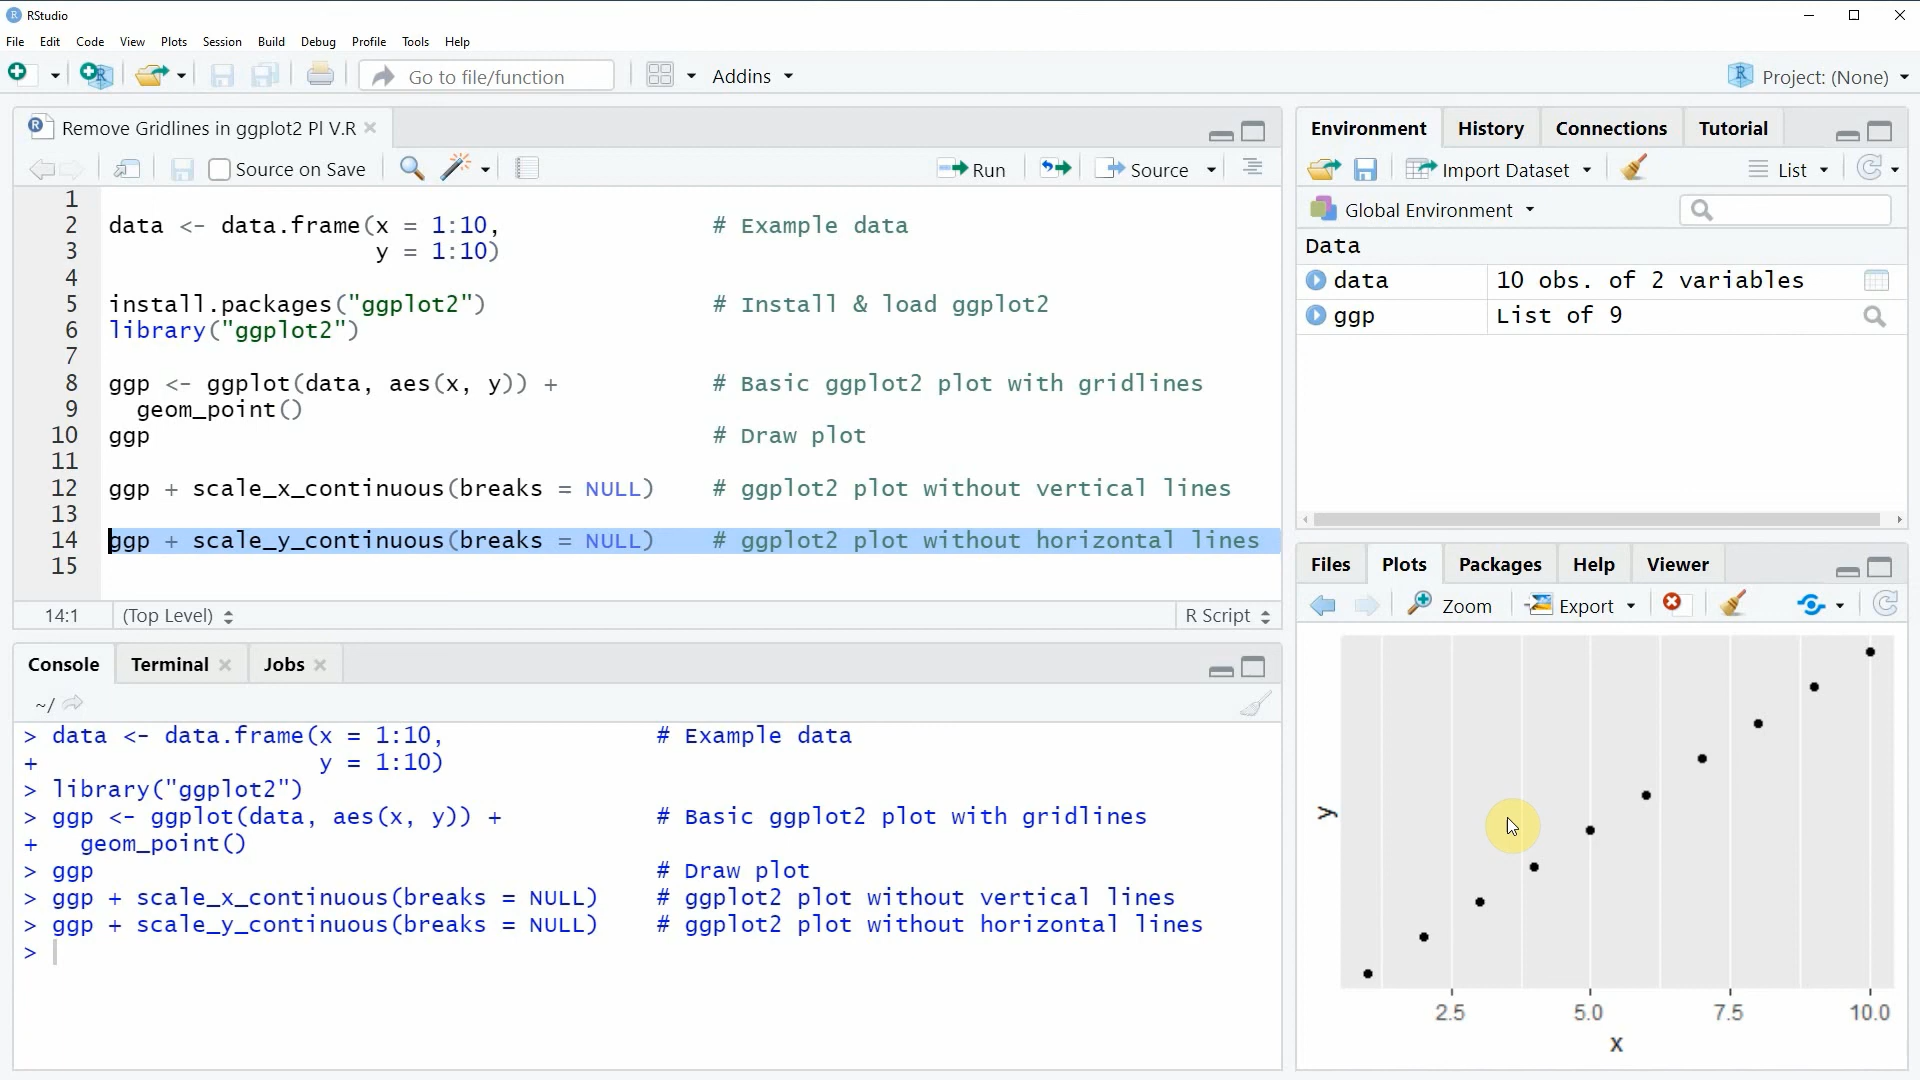 RStudio
File Edit Code View Plots Session Build Debug Profile Tools Help
Go to file/function Addins Project: (None)
Remove Gridlines in ggplot2 Pl V.R
Source on Save Run Source
1
2 data <- data.frame(x = 1:10, # Example data
3 y = 1:10)
4
5 install.packages("ggplot2") # Install & load ggplot2
6 library("ggplot2")
7
8 ggp <- ggplot(data, aes(x, y)) + # Basic ggplot2 plot with gridlines
9 geom_point()
10 ggp # Draw plot
11
12 ggp + scale_x_continuous(breaks = NULL) # ggplot2 plot without vertical lines
13
14 ggp + scale_y_continuous(breaks = NULL) # ggplot2 plot without horizontal lines
15
14:1 (Top Level) R Script
Console Terminal Jobs
~/
> data <- data.frame(x = 1:10, # Example data
+ y = 1:10)
> library("ggplot2")
> ggp <- ggplot(data, aes(x, y)) + # Basic ggplot2 plot with gridlines
+ geom_point()
> ggp # Draw plot
> ggp + scale_x_continuous(breaks = NULL) # ggplot2 plot without vertical lines
> ggp + scale_y_continuous(breaks = NULL) # ggplot2 plot without horizontal lines
>
Environment History Connections Tutorial
Import Dataset List
Global Environment
Data
data 10 obs. of 2 variables
ggp List of 9
Files Plots Packages Help Viewer
Zoom Export
y
2.5 5.0 7.5 10.0
x